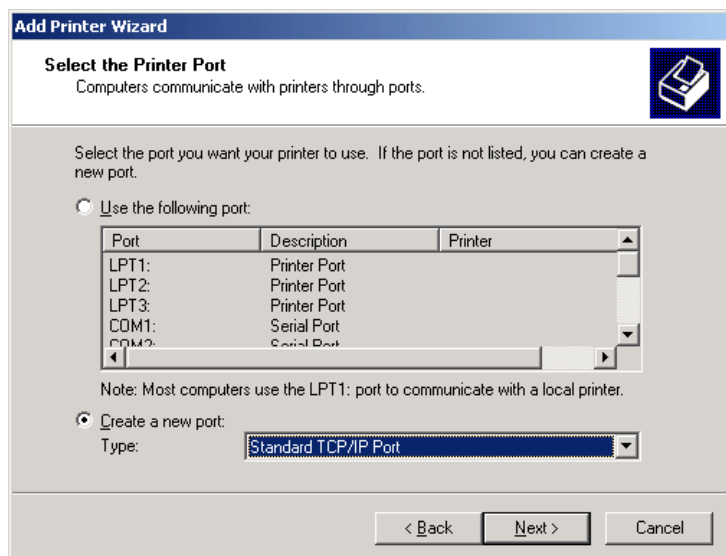 Add Printer Wizard
Select the Printer Port
Computers communicate with printers through ports.
Select the port you want your printer to use. If the port is not listed, you can create a
new port.
Use the following port:
Port Description Printer
LPT1: Printer Port
LPT2: Printer Port
LPT3: Printer Port
COM1: Serial Port
COM2: Serial Port
Note: Most computers use the LPT1: port to communicate with a local printer.
Create a new port:
Type: Standard TCP/IP Port
< Back Next > Cancel